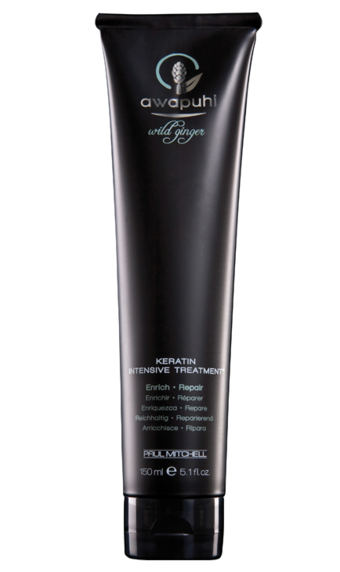 awapuhi
wild ginger
KERATIN
INTENSIVE TREATMENT®
Enrich • Repair
Enrichir • Réparer
Enriquezca • Repare
Reichhaltig • Reparierend
Arricchisce • Ripara
PAUL MITCHELL
150 ml ℮ 5.1 fl. oz.